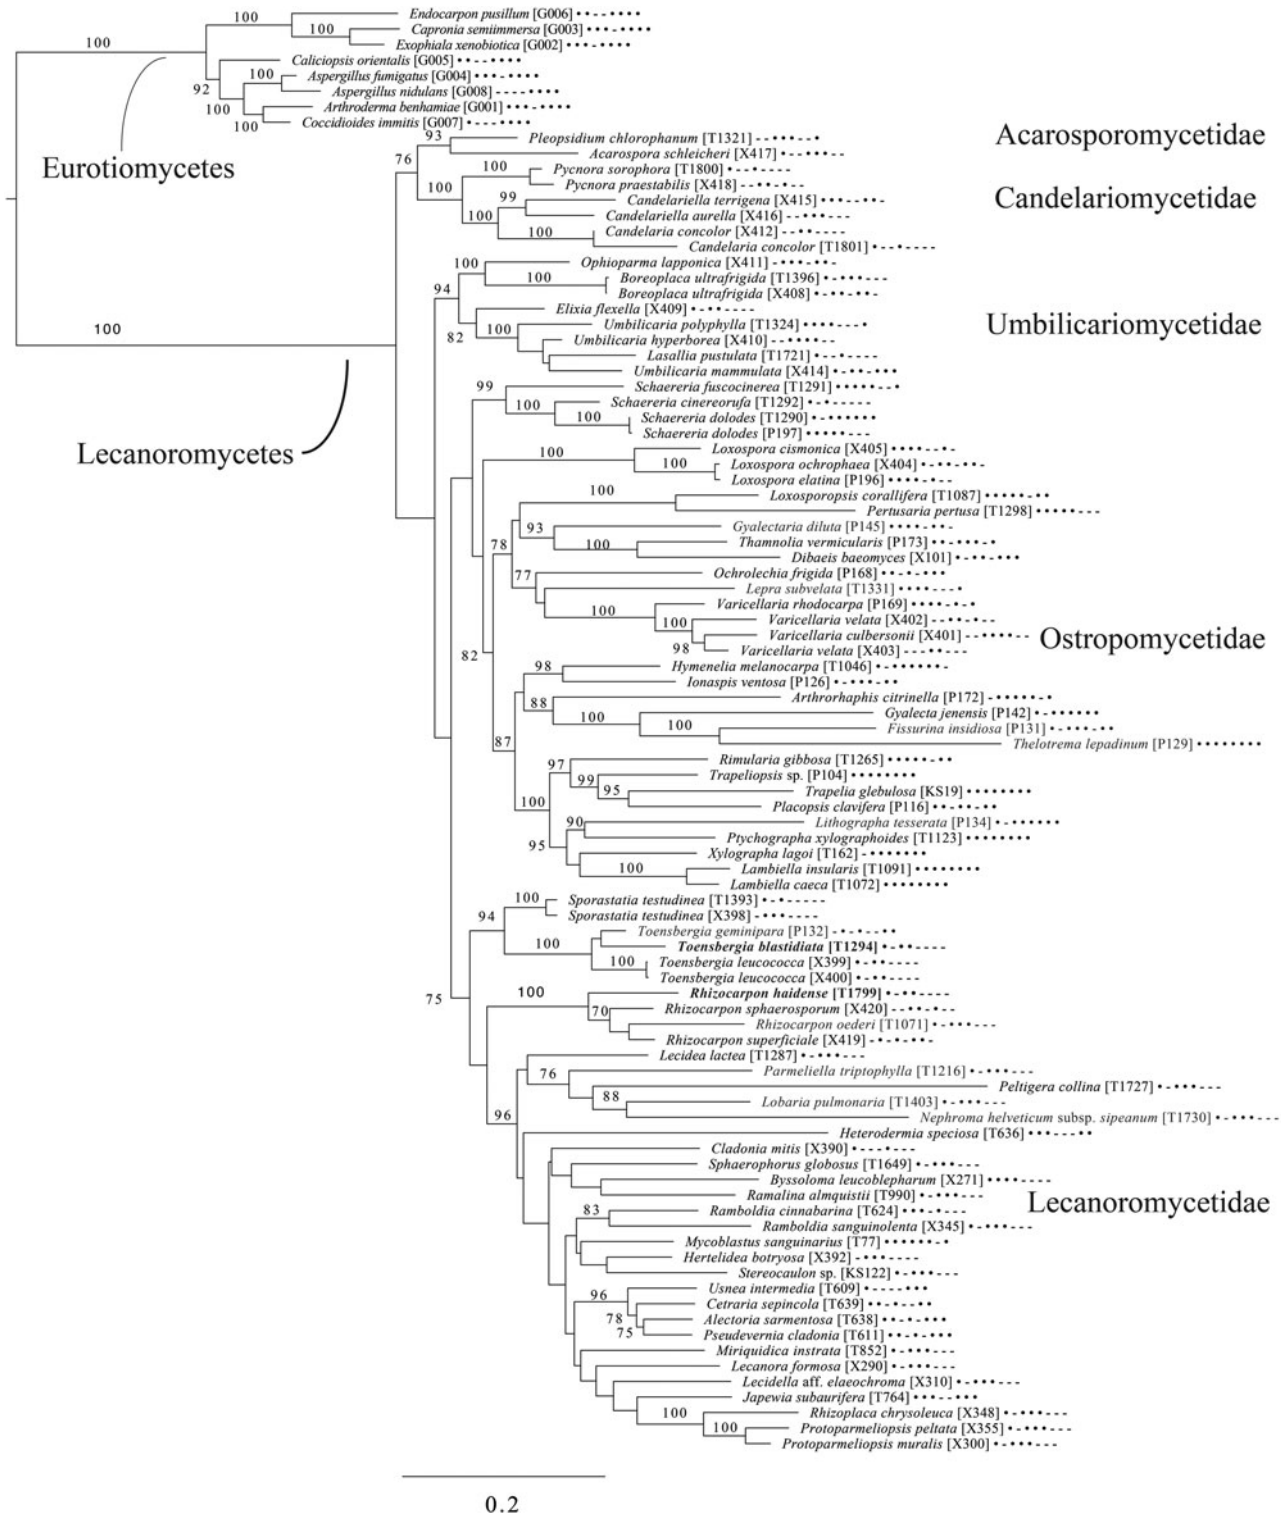 Endocarpon pusillum [G006]
100
Capronia semiimmersa [G003]
100
100
Exophiala xenobiotica [G002]
Caliciopsis orientalis [G005]
100
Aspergillus fumigatus [G004]
92
Aspergillus nidulans [G008]
100
Arthroderma benhamiae [G001]
100
Coccidioides immitis [G007]
Eurotiomycetes
93
Pleopsidium chlorophanum [T1321]
Acarosporomycetidae
76
Acarospora schleicheri [X417]
100
Pycnora sorophora [T1800]
100
Pycnora praestabilis [X418]
99
Candelariella terrigena [X415]
Candelariomycetidae
100
Candelariella aurella [X416]
100
Candelaria concolor [X412]
Candelaria concolor [T1801]
100
Ophioparma lapponica [X411]
100
Boreoplaca ultrafrigida [T1396]
94
Boreoplaca ultrafrigida [X408]
Elixia flexella [X409]
100
100
Umbilicaria polyphylla [T1324]
Umbilicariomycetidae
82
Umbilicaria hyperborea [X410]
Lasallia pustulata [T1721]
Umbilicaria mammulata [X414]
99
Schaereria fuscocinerea [T1291]
100
Schaereria cinereorufa [T1292]
100
Schaereria dolodes [T1290]
Schaereria dolodes [P197]
Lecanoromycetes
100
Loxospora cismonica [X405]
100
Loxospora ochrophaea [X404]
Loxospora elatina [P196]
100
Loxosporopsis corallifera [T1087]
Pertusaria pertusa [T1298]
93
Gyalectaria diluta [P145]
78
100
Thamnolia vermicularis [P173]
Dibaeis baeomyces [X101]
77
Ochrolechia frigida [P168]
Lepra subvelata [T1331]
100
Varicellaria rhodocarpa [P169]
100
Varicellaria velata [X402]
Varicellaria culbersonii [X401]
Ostropomycetidae
82
98
Varicellaria velata [X403]
98
Hymenelia melanocarpa [T1046]
Ionaspis ventosa [P126]
88
Arthrorhaphis citrinella [P172]
100
Gyalecta jenensis [P142]
100
Fissurina insidiosa [P131]
87
Thelotrema lepadinum [P129]
97
Rimularia gibbosa [T1265]
99
Trapeliopsis sp. [P104]
95
Trapelia glebulosa [KS19]
100
Placopsis clavifera [P116]
90
Lithographa tesserata [P134]
95
Ptychographa xylographoides [T1123]
Xylographa lagoi [T162]
100
Lambiella insularis [T1091]
Lambiella caeca [T1072]
100
Sporastatia testudinea [T1393]
94
Sporastatia testudinea [X398]
Toensbergia geminipara [P132]
100
Toensbergia blastidiata [T1294]
100
Toensbergia leucococca [X399]
Toensbergia leucococca [X400]
75
100
Rhizocarpon haidense [T1799]
70
Rhizocarpon sphaerosporum [X420]
Rhizocarpon oederi [T1071]
Rhizocarpon superficiale [X419]
Lecidea lactea [T1287]
76
Parmeliella triptophylla [T1216]
Peltigera collina [T1727]
88
Lobaria pulmonaria [T1403]
96
Nephroma helveticum subsp. sipeanum [T1730]
Heterodermia speciosa [T636]
Cladonia mitis [X390]
Sphaerophorus globosus [T1649]
Byssoloma leucoblepharum [X271]
Ramalina almquistii [T990]
Lecanoromycetidae
83
Ramboldia cinnabarina [T624]
Ramboldia sanguinolenta [X345]
Mycoblastus sanguinarius [T77]
Hertelidea botryosa [X392]
Stereocaulon sp. [KS122]
96
Usnea intermedia [T609]
Cetraria sepincola [T639]
78
Alectoria sarmentosa [T638]
75
Pseudevernia cladonia [T611]
Miriquidica instrata [T852]
Lecanora formosa [X290]
Lecidella aff. elaeochroma [X310]
Japewia subaurifera [T764]
100
Rhizoplaca chrysoleuca [X348]
100
Protoparmeliopsis peltata [X355]
Protoparmeliopsis muralis [X300]
0.2